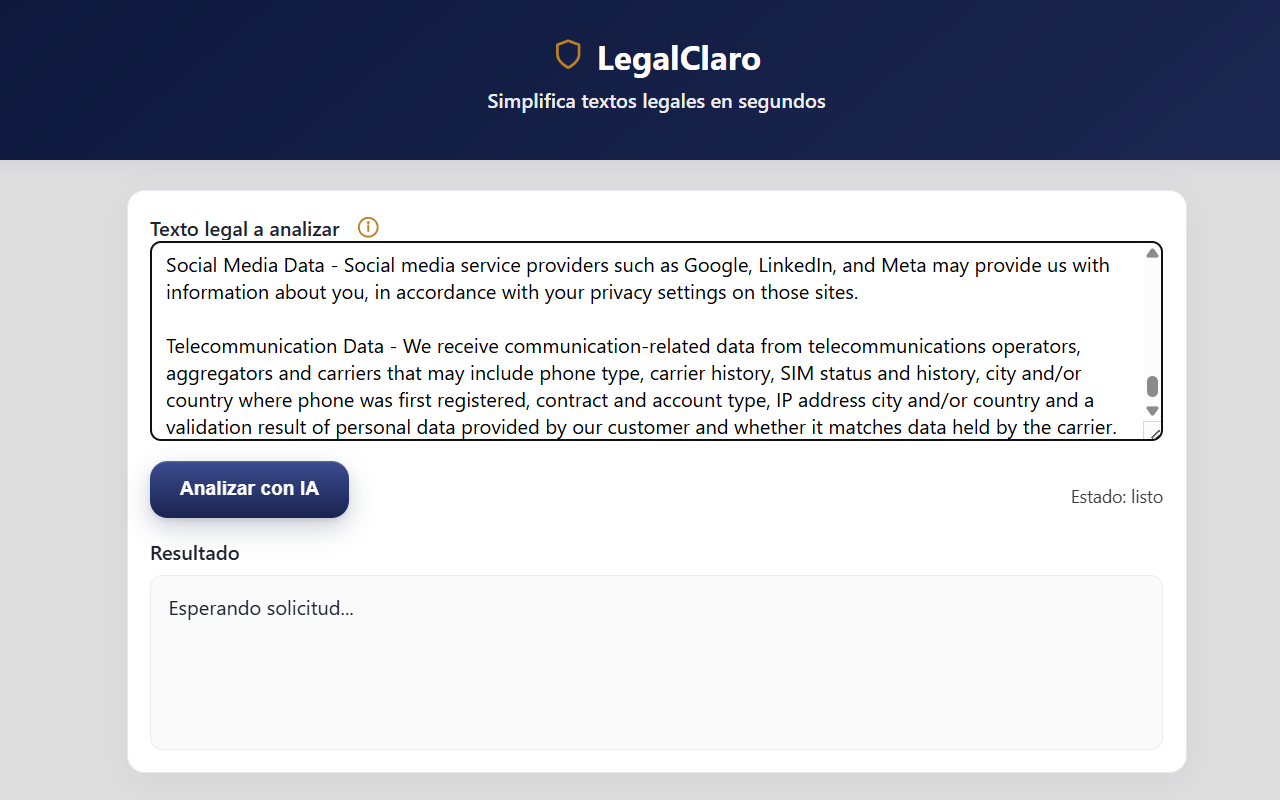 LegalClaro
Simplifica textos legales en segundos
Texto legal a analizar
Social Media Data - Social media service providers such as Google, LinkedIn, and Meta may provide us with
information about you, in accordance with your privacy settings on those sites.
Telecommunication Data - We receive communication-related data from telecommunications operators,
aggregators and carriers that may include phone type, carrier history, SIM status and history, city and/or
country where phone was first registered, contract and account type, IP address city and/or country and a
validation result of personal data provided by our customer and whether it matches data held by the carrier.
Analizar con IA
Estado: listo
Resultado
Esperando solicitud...